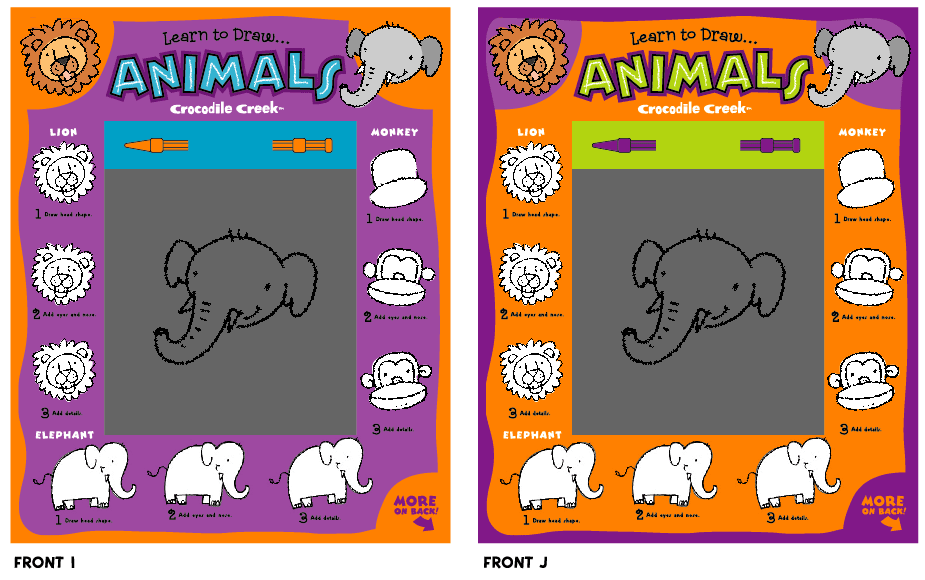 Learn to Draw...
ANIMALS
Crocodile Creek™
LION
MONKEY
1 Draw head shape.
1 Draw head shape.
2 Add eyes and nose.
2 Add eyes and nose.
3 Add details.
3 Add details.
ELEPHANT
1 Draw head shape.
2 Add eyes and nose.
3 Add details.
MORE
ON BACK!
FRONT I
Learn to Draw...
ANIMALS
Crocodile Creek™
LION
MONKEY
1 Draw head shape.
1 Draw head shape.
2 Add eyes and nose.
2 Add eyes and nose.
3 Add details.
3 Add details.
ELEPHANT
1 Draw head shape.
2 Add eyes and nose.
3 Add details.
MORE
ON BACK!
FRONT J